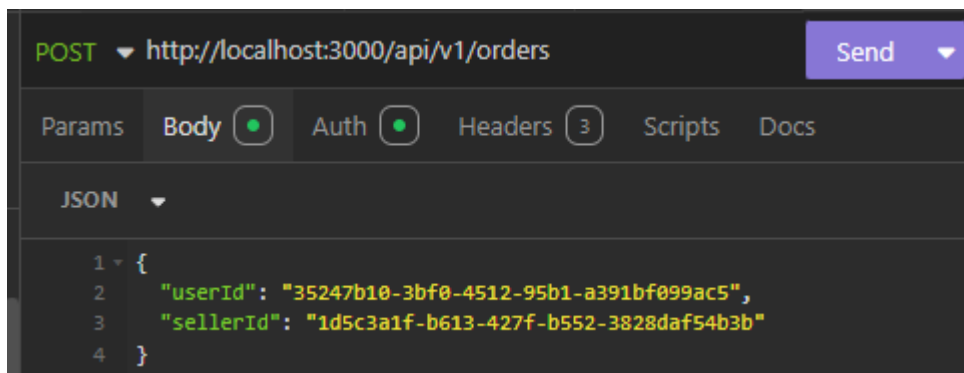 POST http://localhost:3000/api/v1/orders Send
Params Body Auth Headers 3 Scripts Docs
JSON
1 {
2 "userId": "35247b10-3bf0-4512-95b1-a391bf099ac5",
3 "sellerId": "1d5c3a1f-b613-427f-b552-3828daf54b3b"
4 }